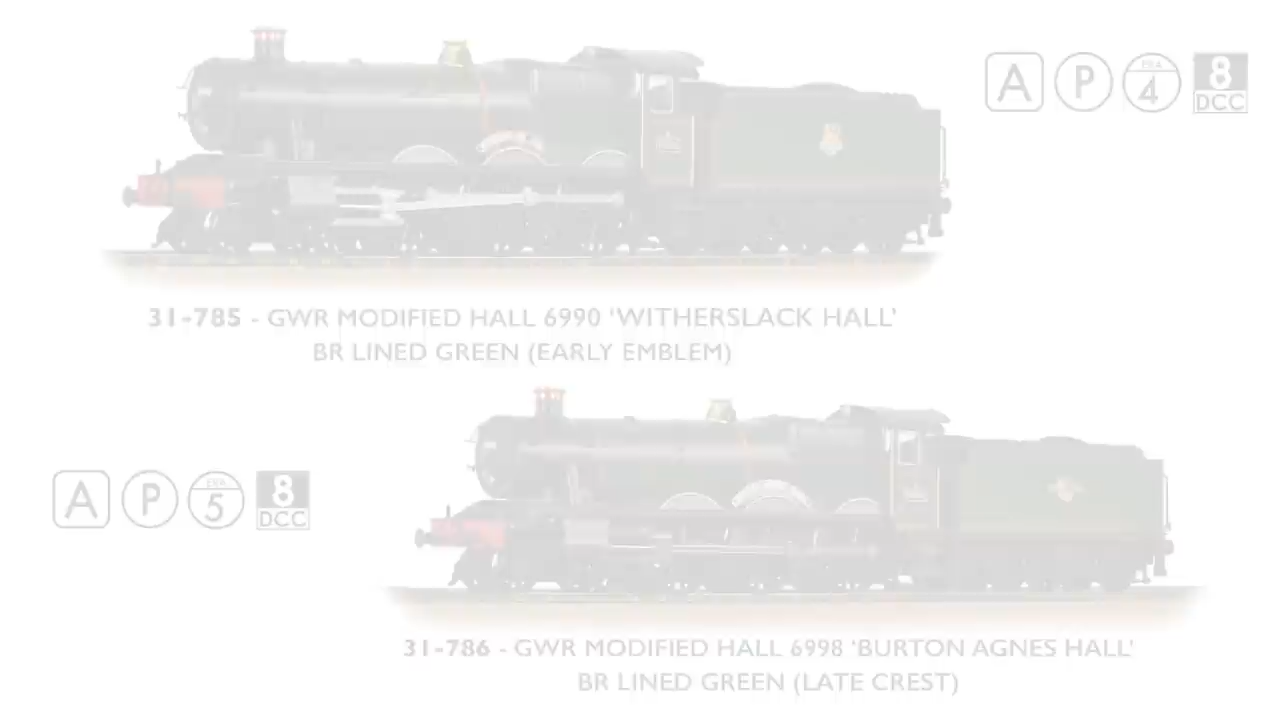 A P ERA 4 8 DCC
31-785 - GWR MODIFIED HALL 6990 'WITHERSLACK HALL'
BR LINED GREEN (EARLY EMBLEM)
A P ERA 5 8 DCC
31-786 - GWR MODIFIED HALL 6998 'BURTON AGNES HALL'
BR LINED GREEN (LATE CREST)